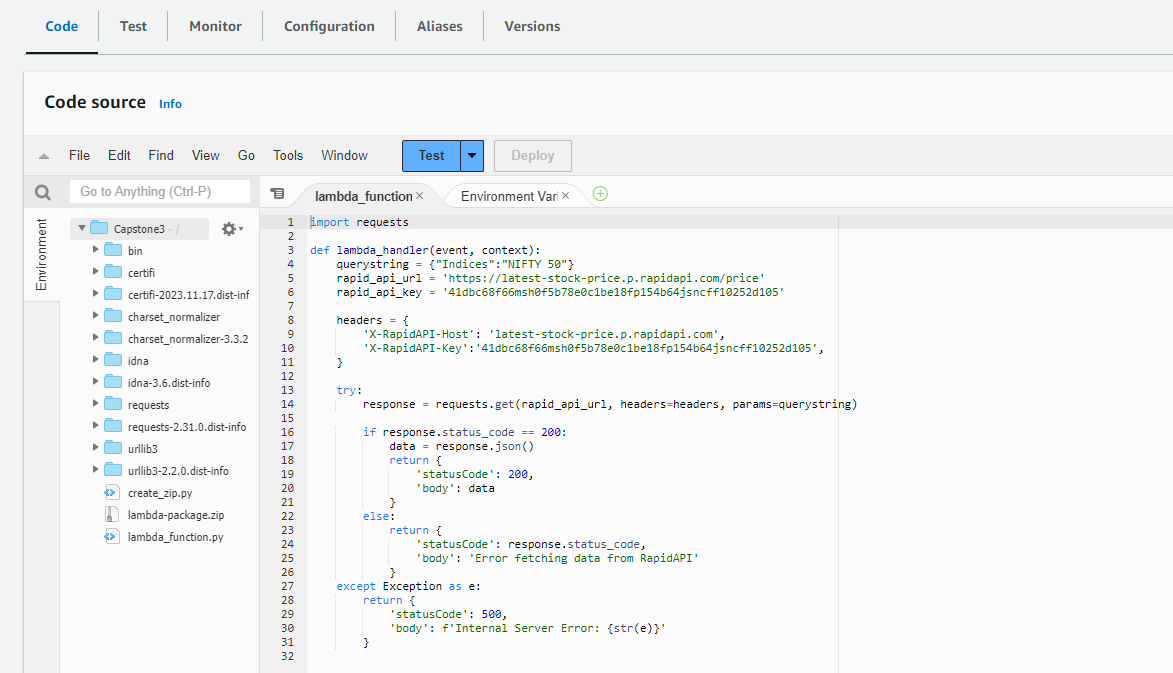 Code Test Monitor Configuration Aliases Versions
Code source Info
File Edit Find View Go Tools Window Test Deploy
Go to Anything (Ctrl-P)
lambda_function Environment Vari
Environment
Capstone3 - /
bin
certifi
certifi-2023.11.17.dist-inf
charset_normalizer
charset_normalizer-3.3.2
idna
idna-3.6.dist-info
requests
requests-2.31.0.dist-info
urllib3
urllib3-2.2.0.dist-info
create_zip.py
lambda-package.zip
lambda_function.py
1 import requests
2
3 def lambda_handler(event, context):
4     querystring = {"Indices":"NIFTY 50"}
5     rapid_api_url = 'https://latest-stock-price.p.rapidapi.com/price'
6     rapid_api_key = '41dbc68f66msh0f5b78e0c1be18fp154b64jsncff10252d105'
7
8     headers = {
9         'X-RapidAPI-Host': 'latest-stock-price.p.rapidapi.com',
10         'X-RapidAPI-Key':'41dbc68f66msh0f5b78e0c1be18fp154b64jsncff10252d105',
11     }
12
13     try:
14         response = requests.get(rapid_api_url, headers=headers, params=querystring)
15
16         if response.status_code == 200:
17             data = response.json()
18             return {
19                 'statusCode': 200,
20                 'body': data
21             }
22         else:
23             return {
24                 'statusCode': response.status_code,
25                 'body': 'Error fetching data from RapidAPI'
26             }
27     except Exception as e:
28         return {
29             'statusCode': 500,
30             'body': f'Internal Server Error: {str(e)}'
31         }
32